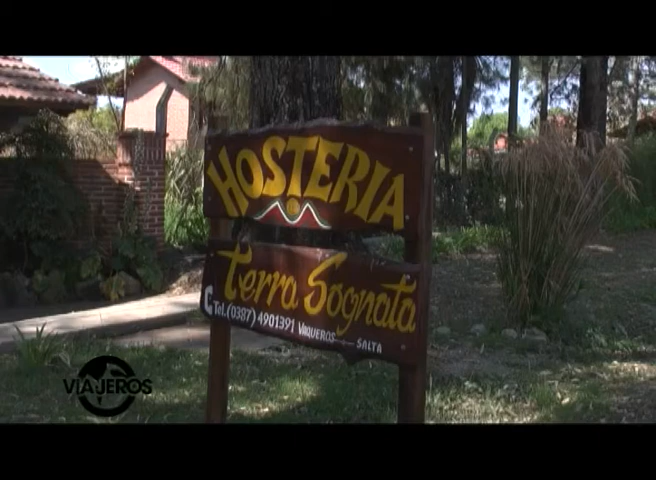 HOSTERIA
Terra Sognata
Tel.(0387) 4901391 VAQUEROS - SALTA
VIAJEROS